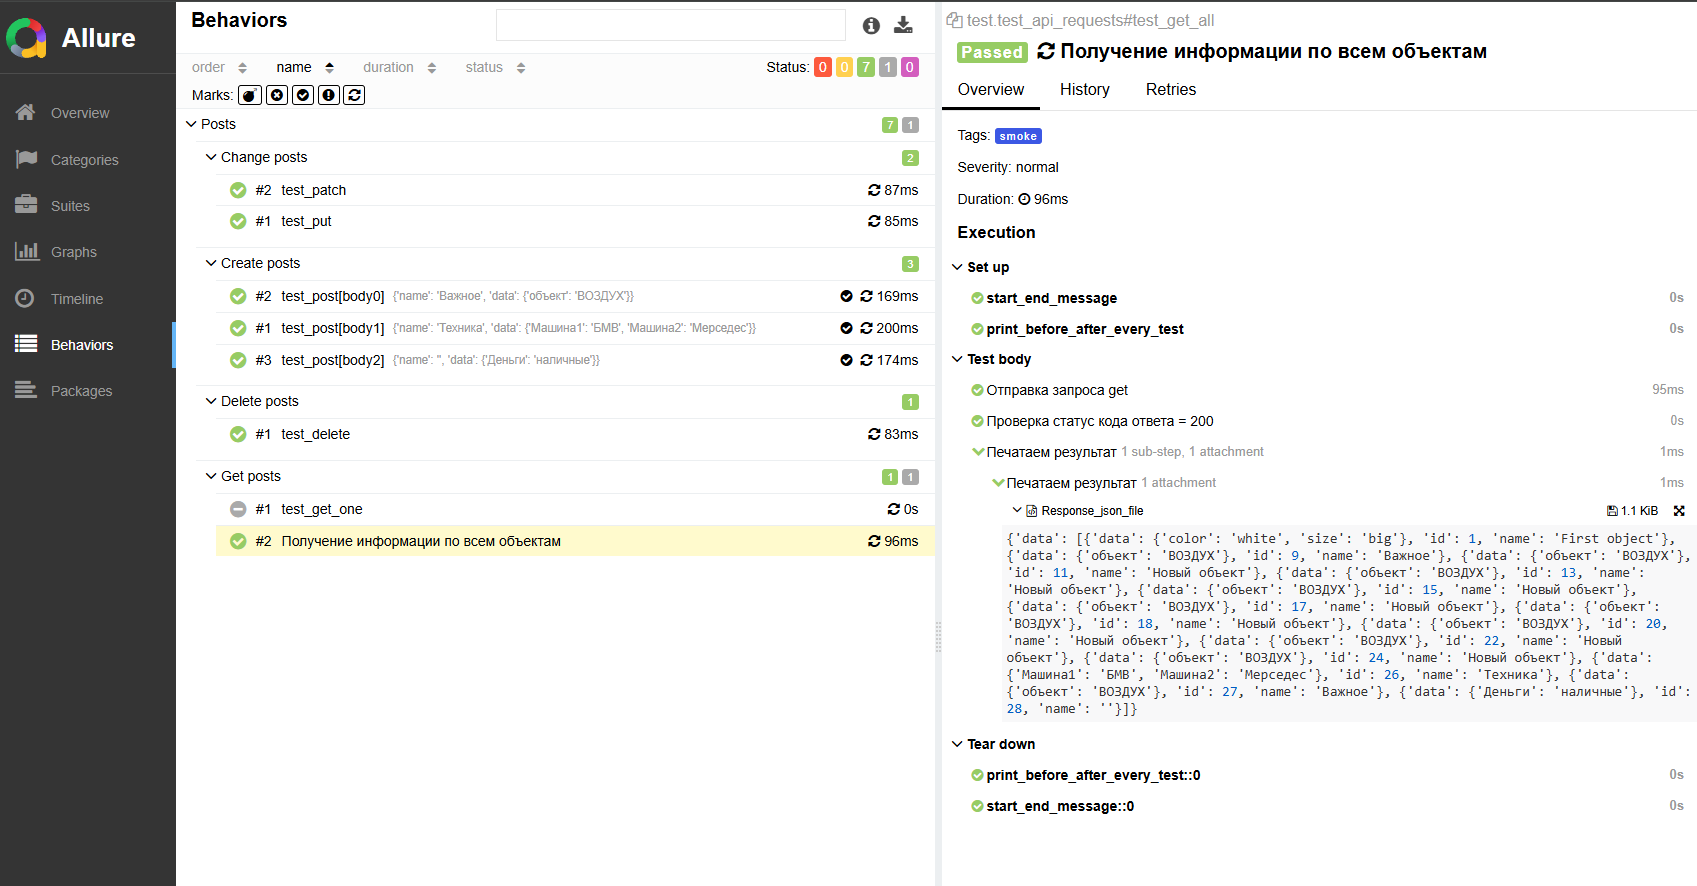 Allure
Overview
Categories
Suites
Graphs
Timeline
Behaviors
Packages
Behaviors
order name duration status Status: 0 0 7 1 0
Marks:
Posts 7 1
Change posts 2
#2 test_patch 87ms
#1 test_put 85ms
Create posts 3
#2 test_post[body0] {'name': 'Важное', 'data': {'объект': 'ВОЗДУХ'}} 169ms
#1 test_post[body1] {'name': 'Техника', 'data': {'Машина1': 'БМВ', 'Машина2': 'Мерседес'}} 200ms
#3 test_post[body2] {'name': '', 'data': {'Деньги': 'наличные'}} 174ms
Delete posts 1
#1 test_delete 83ms
Get posts 1 1
#1 test_get_one 0s
#2 Получение информации по всем объектам 96ms
test.test_api_requests#test_get_all
Passed Получение информации по всем объектам
Overview History Retries
Tags: smoke
Severity: normal
Duration: 96ms
Execution
Set up
start_end_message 0s
print_before_after_every_test 0s
Test body
Отправка запроса get 95ms
Проверка статус кода ответа = 200 0s
Печатаем результат 1 sub-step, 1 attachment 1ms
Печатаем результат 1 attachment 1ms
Response_json_file 1.1 KiB
{'data': [{'data': {'color': 'white', 'size': 'big'}, 'id': 1, 'name': 'First object'},
{'data': {'объект': 'ВОЗДУХ'}, 'id': 9, 'name': 'Важное'}, {'data': {'объект': 'ВОЗДУХ'},
'id': 11, 'name': 'Новый объект'}, {'data': {'объект': 'ВОЗДУХ'}, 'id': 13, 'name':
'Новый объект'}, {'data': {'объект': 'ВОЗДУХ'}, 'id': 15, 'name': 'Новый объект'},
{'data': {'объект': 'ВОЗДУХ'}, 'id': 17, 'name': 'Новый объект'}, {'data': {'объект':
'ВОЗДУХ'}, 'id': 18, 'name': 'Новый объект'}, {'data': {'объект': 'ВОЗДУХ'}, 'id': 20,
'name': 'Новый объект'}, {'data': {'объект': 'ВОЗДУХ'}, 'id': 22, 'name': 'Новый
объект'}, {'data': {'объект': 'ВОЗДУХ'}, 'id': 24, 'name': 'Новый объект'}, {'data':
{'Машина1': 'БМВ', 'Машина2': 'Мерседес'}, 'id': 26, 'name': 'Техника'}, {'data':
{'объект': 'ВОЗДУХ'}, 'id': 27, 'name': 'Важное'}, {'data': {'Деньги': 'наличные'}, 'id':
28, 'name': ''}]}
Tear down
print_before_after_every_test::0 0s
start_end_message::0 0s